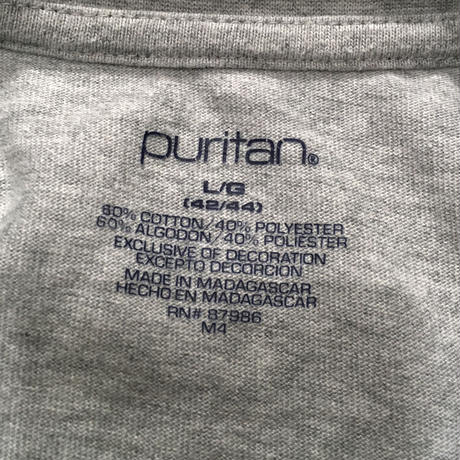 puritan®
L/G
(42/44)
60% COTTON/40% POLYESTER
60% ALGODON/40% POLIESTER
EXCLUSIVE OF DECORATION
EXCEPTO DECORCION
MADE IN MADAGASCAR
HECHO EN MADAGASCAR
RN# 87986
M4